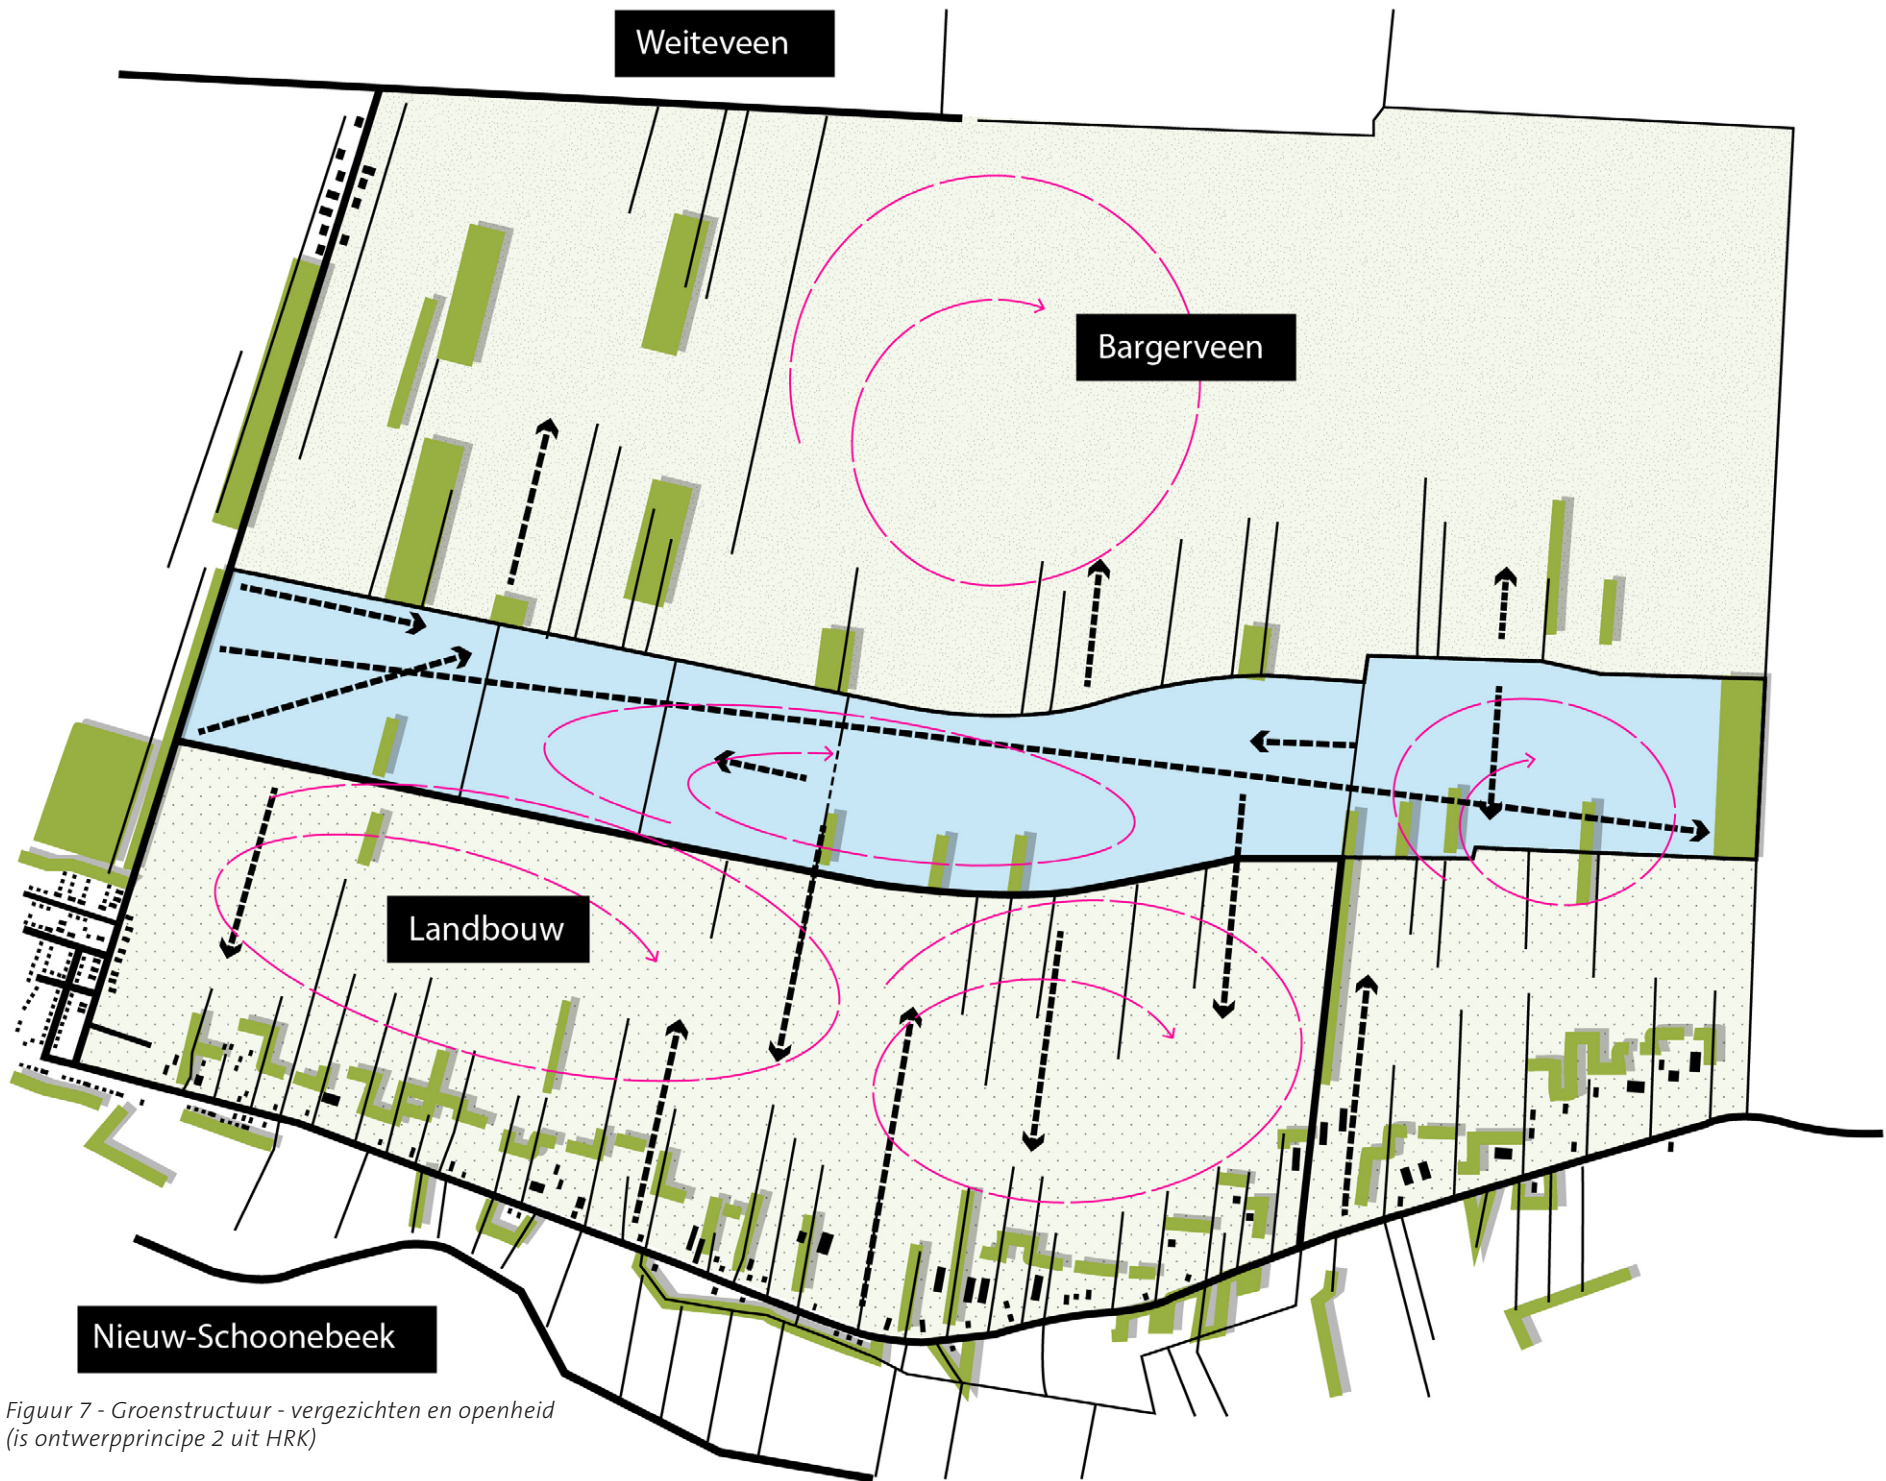 Weiteveen
Bargerveen
Landbouw
Nieuw-Schoonebeek
Figuur 7 - Groenstructuur - vergezichten en openheid
(is ontwerpprincipe 2 uit HRK)